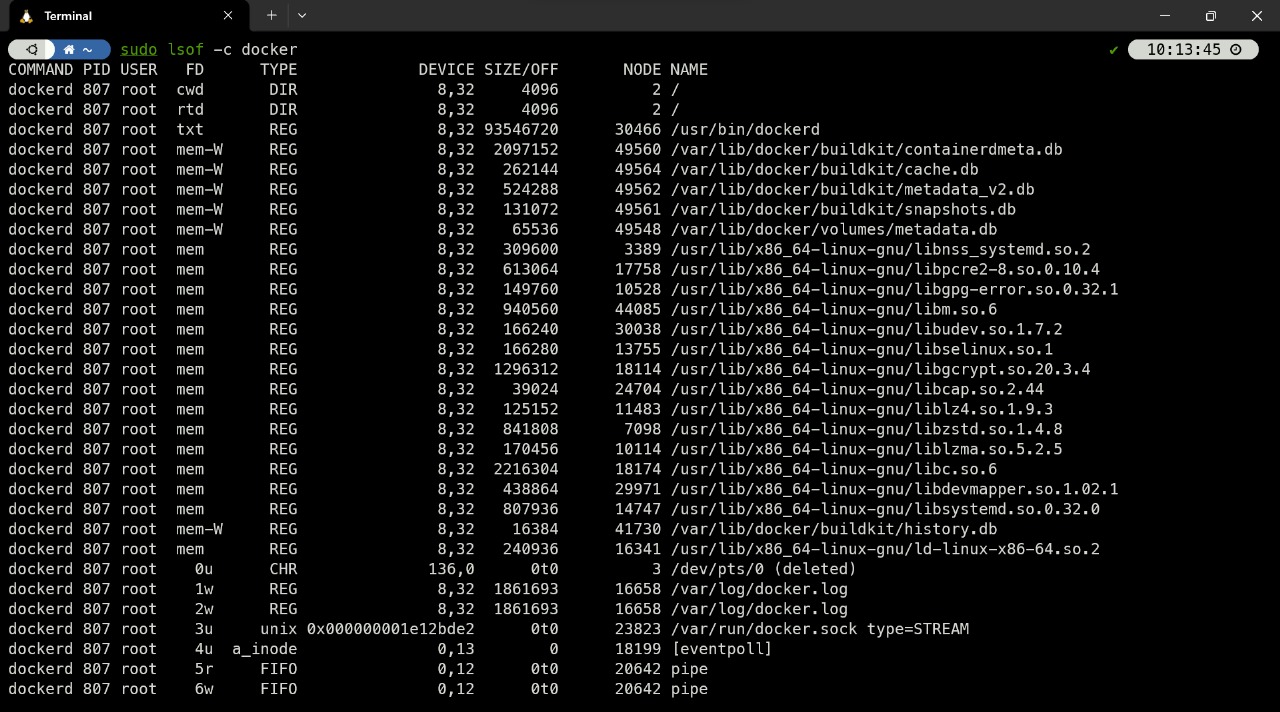 Terminal
~ sudo lsof -c docker ✔ 10:13:45
COMMAND PID USER FD TYPE DEVICE SIZE/OFF NODE NAME
dockerd 807 root cwd DIR 8,32 4096 2 /
dockerd 807 root rtd DIR 8,32 4096 2 /
dockerd 807 root txt REG 8,32 93546720 30466 /usr/bin/dockerd
dockerd 807 root mem-W REG 8,32 2097152 49560 /var/lib/docker/buildkit/containerdmeta.db
dockerd 807 root mem-W REG 8,32 262144 49564 /var/lib/docker/buildkit/cache.db
dockerd 807 root mem-W REG 8,32 524288 49562 /var/lib/docker/buildkit/metadata_v2.db
dockerd 807 root mem-W REG 8,32 131072 49561 /var/lib/docker/buildkit/snapshots.db
dockerd 807 root mem-W REG 8,32 65536 49548 /var/lib/docker/volumes/metadata.db
dockerd 807 root mem REG 8,32 309600 3389 /usr/lib/x86_64-linux-gnu/libnss_systemd.so.2
dockerd 807 root mem REG 8,32 613064 17758 /usr/lib/x86_64-linux-gnu/libpcre2-8.so.0.10.4
dockerd 807 root mem REG 8,32 149760 10528 /usr/lib/x86_64-linux-gnu/libgpg-error.so.0.32.1
dockerd 807 root mem REG 8,32 940560 44085 /usr/lib/x86_64-linux-gnu/libm.so.6
dockerd 807 root mem REG 8,32 166240 30038 /usr/lib/x86_64-linux-gnu/libudev.so.1.7.2
dockerd 807 root mem REG 8,32 166280 13755 /usr/lib/x86_64-linux-gnu/libselinux.so.1
dockerd 807 root mem REG 8,32 1296312 18114 /usr/lib/x86_64-linux-gnu/libgcrypt.so.20.3.4
dockerd 807 root mem REG 8,32 39024 24704 /usr/lib/x86_64-linux-gnu/libcap.so.2.44
dockerd 807 root mem REG 8,32 125152 11483 /usr/lib/x86_64-linux-gnu/liblz4.so.1.9.3
dockerd 807 root mem REG 8,32 841808 7098 /usr/lib/x86_64-linux-gnu/libzstd.so.1.4.8
dockerd 807 root mem REG 8,32 170456 10114 /usr/lib/x86_64-linux-gnu/liblzma.so.5.2.5
dockerd 807 root mem REG 8,32 2216304 18174 /usr/lib/x86_64-linux-gnu/libc.so.6
dockerd 807 root mem REG 8,32 438864 29971 /usr/lib/x86_64-linux-gnu/libdevmapper.so.1.02.1
dockerd 807 root mem REG 8,32 807936 14747 /usr/lib/x86_64-linux-gnu/libsystemd.so.0.32.0
dockerd 807 root mem-W REG 8,32 16384 41730 /var/lib/docker/buildkit/history.db
dockerd 807 root mem REG 8,32 240936 16341 /usr/lib/x86_64-linux-gnu/ld-linux-x86-64.so.2
dockerd 807 root 0u CHR 136,0 0t0 3 /dev/pts/0 (deleted)
dockerd 807 root 1w REG 8,32 1861693 16658 /var/log/docker.log
dockerd 807 root 2w REG 8,32 1861693 16658 /var/log/docker.log
dockerd 807 root 3u unix 0x000000001e12bde2 0t0 23823 /var/run/docker.sock type=STREAM
dockerd 807 root 4u a_inode 0,13 0 18199 [eventpoll]
dockerd 807 root 5r FIFO 0,12 0t0 20642 pipe
dockerd 807 root 6w FIFO 0,12 0t0 20642 pipe